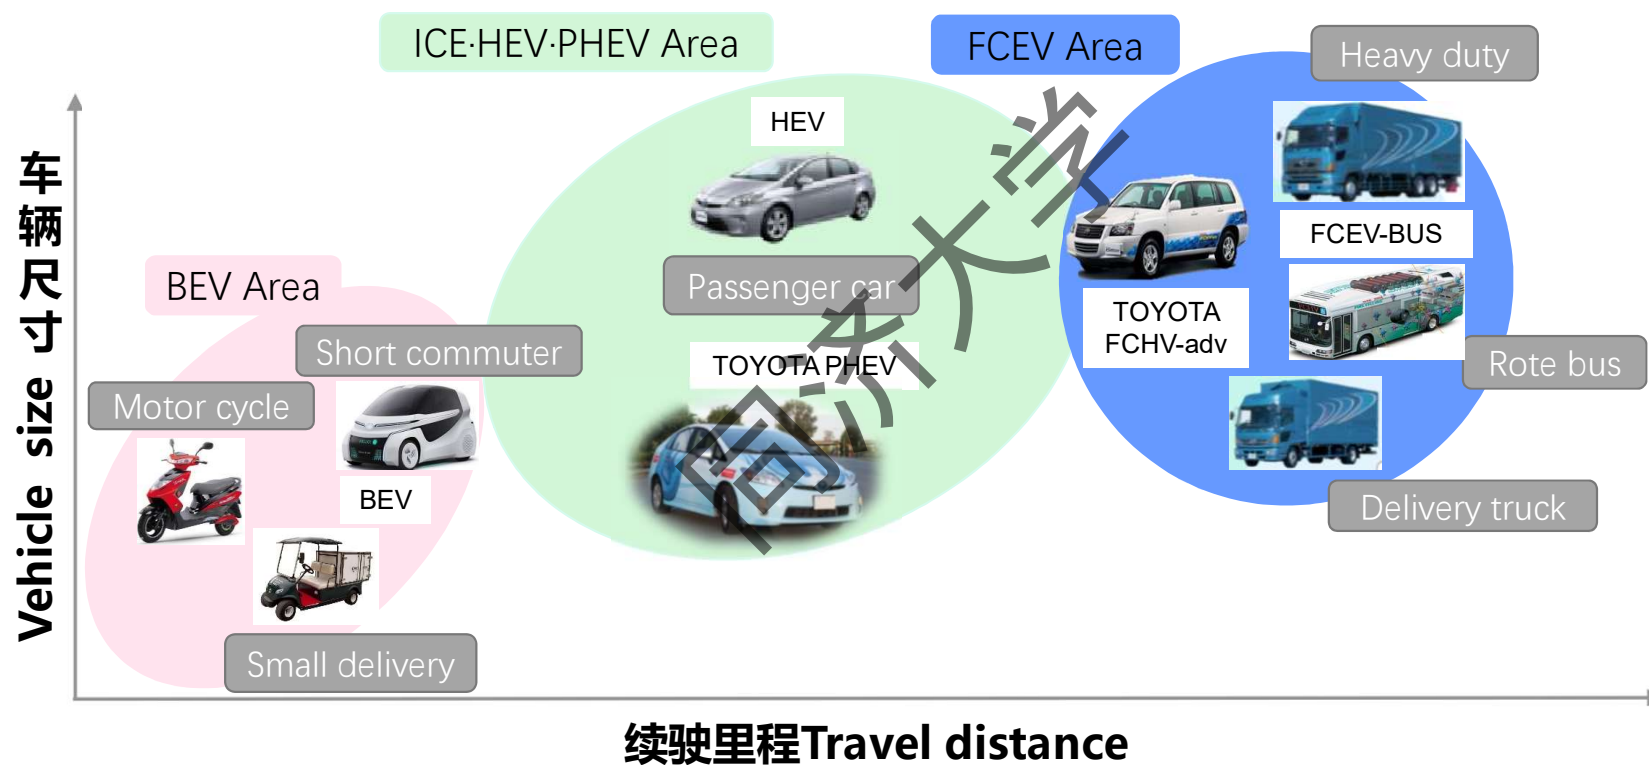 ICE·HEV·PHEV Area
FCEV Area
Heavy duty
HEV
FCEV-BUS
BEV Area
Passenger car
TOYOTA
FCHV-adv
Short commuter
TOYOTA PHEV
Rote bus
Motor cycle
BEV
Delivery truck
Small delivery
车辆尺寸
Vehicle size
续驶里程Travel distance
同济大学